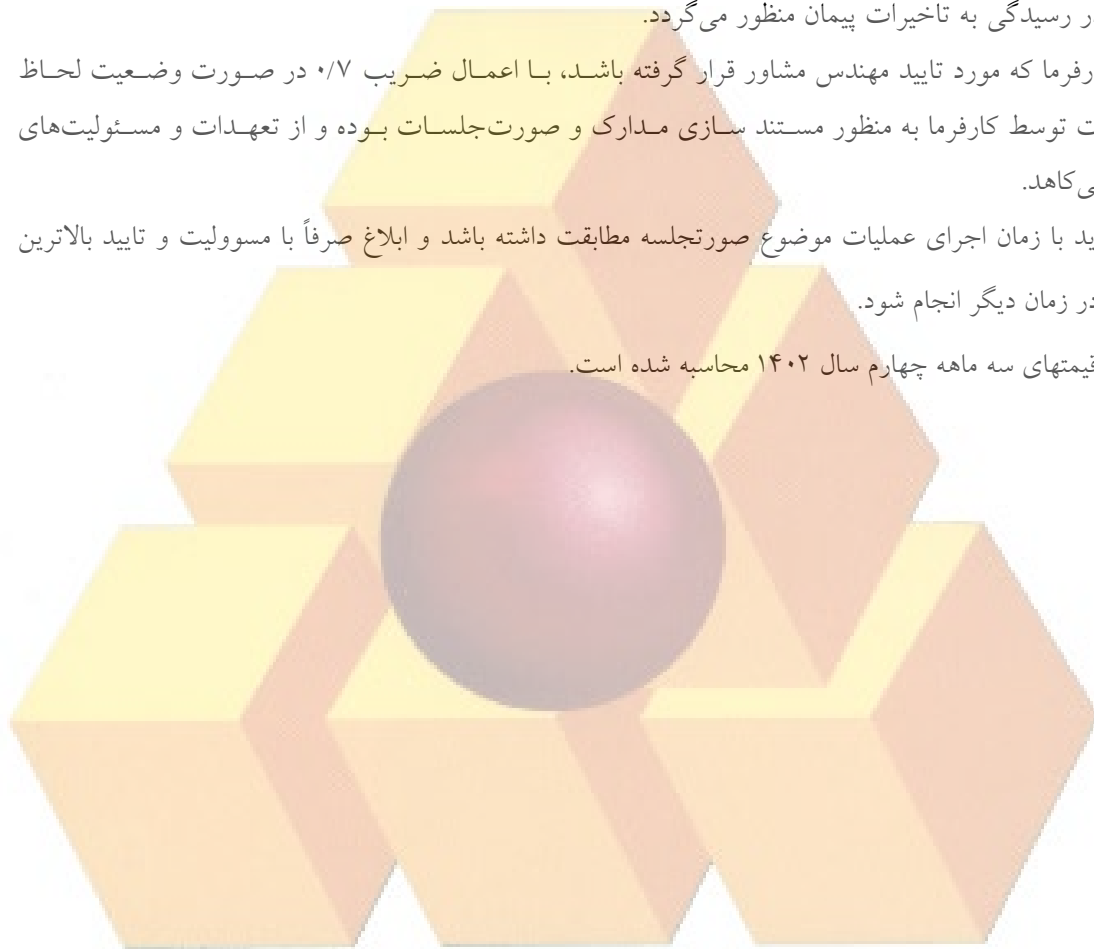 ر رسیدگی به تاخیرات پیمان منظور می‌گردد.
رفرما که مورد تایید مهندس مشاور قرار گرفته باشد، با اعمال ضریب ۰/۷ در صورت وضعیت لحاظ
ت توسط کارفرما به منظور مستند سازی مدارک و صورت‌جلسات بوده و از تعهدات و مسئولیت‌های
ی‌کاهد.
ید با زمان اجرای عملیات موضوع صورتجلسه مطابقت داشته باشد و ابلاغ صرفاً با مسوولیت و تایید بالاترین
در زمان دیگر انجام شود.
قیمتهای سه ماهه چهارم سال ۱۴۰۲ محاسبه شده است.